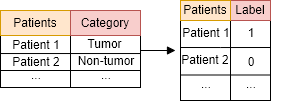 Patients Category
Patient 1 Tumor
Patient 2 Non-tumor
... ...
Patients Label
Patient 1 1
Patient 2 0
... ...